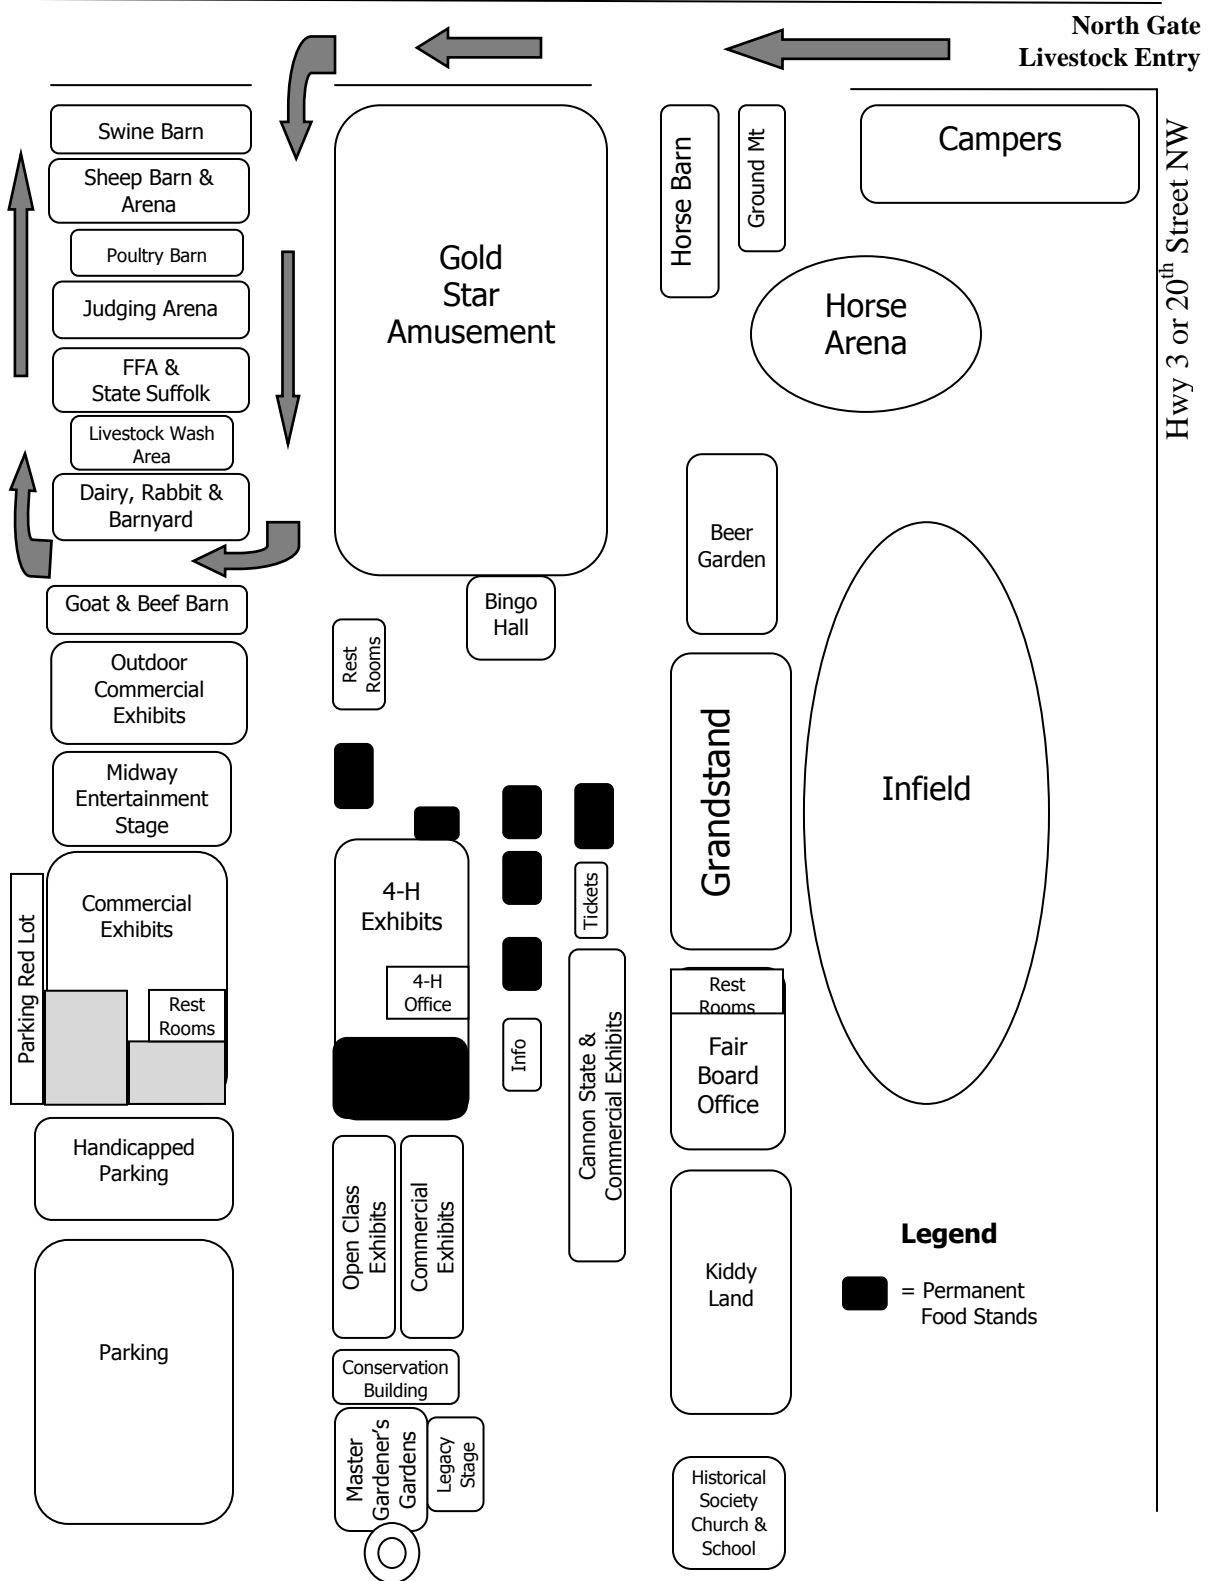 North Gate
Livestock Entry
Swine Barn
Sheep Barn &
Arena
Poultry Barn
Judging Arena
FFA &
State Suffolk
Livestock Wash
Area
Dairy, Rabbit &
Barnyard
Goat & Beef Barn
Outdoor
Commercial
Exhibits
Midway
Entertainment
Stage
Commercial
Exhibits
Parking Red Lot
Rest
Rooms
Handicapped
Parking
Parking
Gold
Star
Amusement
Bingo
Hall
Rest
Rooms
4-H
Exhibits
4-H
Office
Info
Tickets
Cannon State &
Commercial Exhibits
Open Class
Exhibits
Commercial
Exhibits
Conservation
Building
Master
Gardener's
Gardens
Legacy
Stage
Horse Barn
Ground Mt
Campers
Horse
Arena
Hwy 3 or 20th Street NW
Beer
Garden
Grandstand
Infield
Rest
Rooms
Fair
Board
Office
Kiddy
Land
Historical
Society
Church &
School
Legend
= Permanent
Food Stands